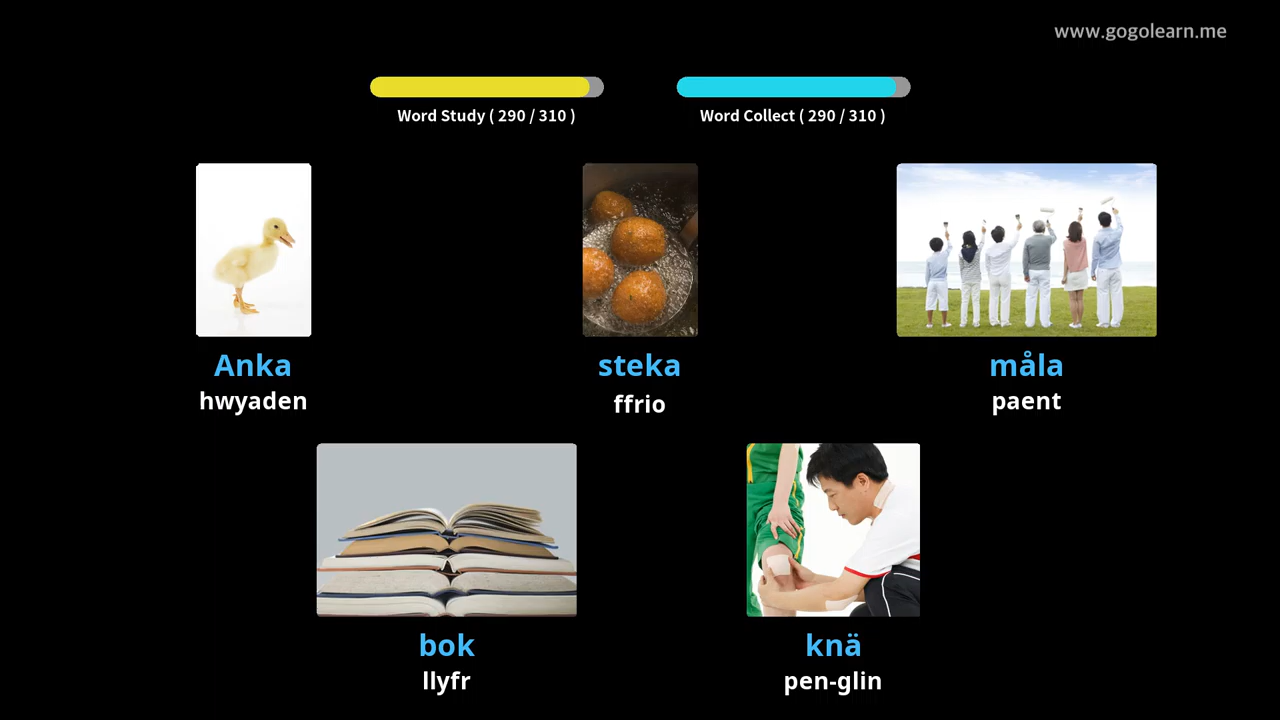 www.gogolearn.me
Word Study ( 290 / 310 )
Word Collect ( 290 / 310 )
Anka
hwyaden
steka
ffrio
måla
paent
bok
llyfr
knä
pen-glin